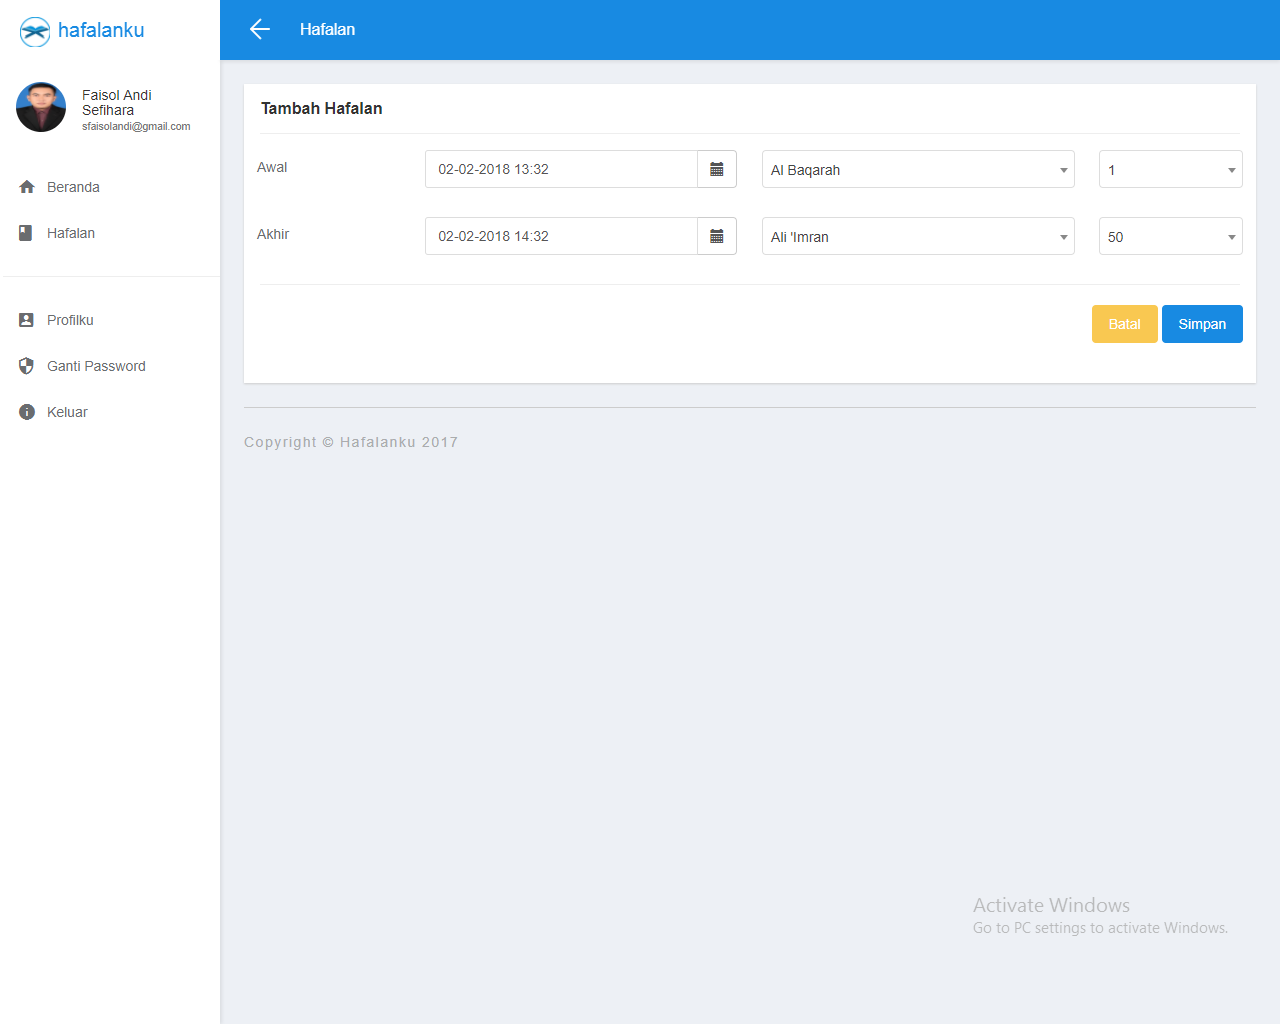 hafalanku
Hafalan
Faisol Andi
Sefihara
sfaisolandi@gmail.com
Beranda
Hafalan
Profilku
Ganti Password
Keluar
Tambah Hafalan
Awal
02-02-2018 13:32
Al Baqarah
1
Akhir
02-02-2018 14:32
Ali 'Imran
50
Batal
Simpan
Copyright © Hafalanku 2017
Activate Windows
Go to PC settings to activate Windows.